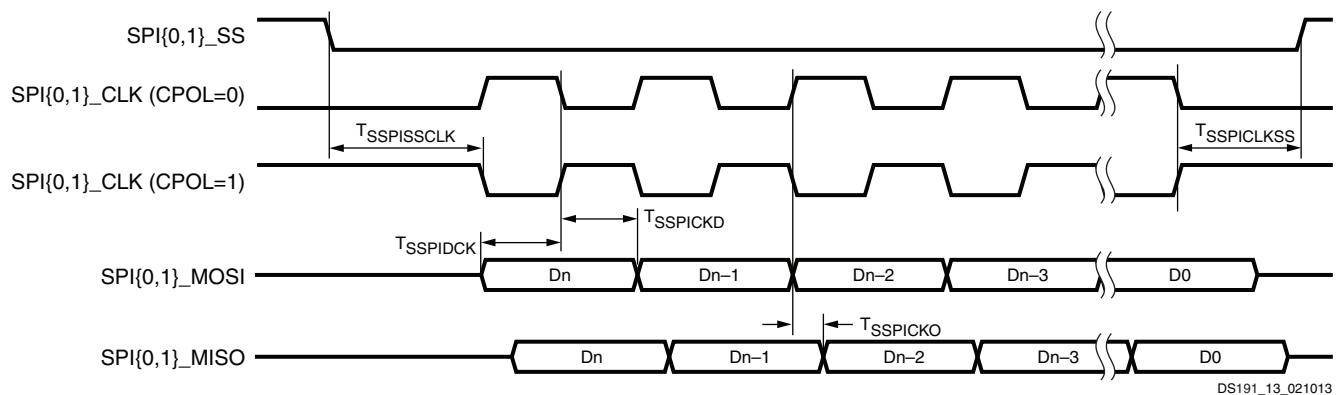 SPI{0,1}_SS
SPI{0,1}_CLK (CPOL=0)
TSSPISSCLK
TSSPICLKSS
SPI{0,1}_CLK (CPOL=1)
TSSPICKD
TSSPIDCK
SPI{0,1}_MOSI
Dn Dn–1 Dn–2 Dn–3 D0
TSSPICKO
SPI{0,1}_MISO
Dn Dn–1 Dn–2 Dn–3 D0
DS191_13_021013